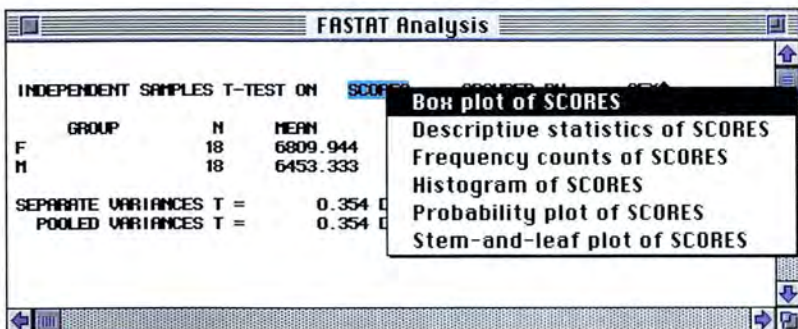 FASTAT Analysis
INDEPENDENT SAMPLES T-TEST ON SCORES
Box plot of SCORES
Descriptive statistics of SCORES
Frequency counts of SCORES
Histogram of SCORES
Probability plot of SCORES
Stem-and-leaf plot of SCORES
GROUP N MEAN
F 18 6809.944
M 18 6453.333
SEPARATE VARIANCES T = 0.354 D
POOLED VARIANCES T = 0.354 D